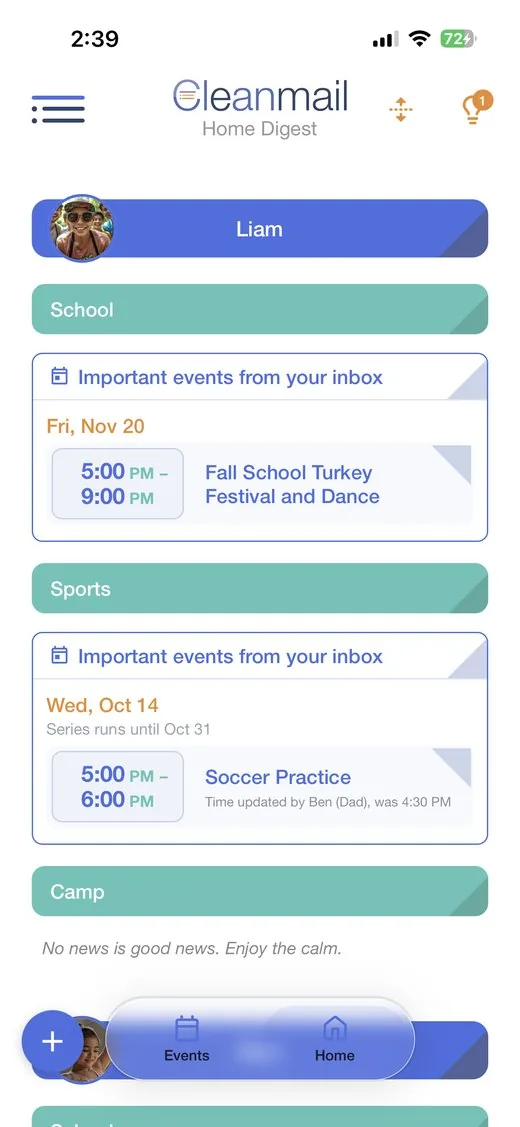 2:39
72
Cleanmail
1
Home Digest
Liam
School
Important events from your inbox
Fri, Nov 20
5:00 PM –
9:00 PM
Fall School Turkey
Festival and Dance
Sports
Important events from your inbox
Wed, Oct 14
Series runs until Oct 31
5:00 PM –
6:00 PM
Soccer Practice
Time updated by Ben (Dad), was 4:30 PM
Camp
No news is good news. Enjoy the calm.
+
Events
Home